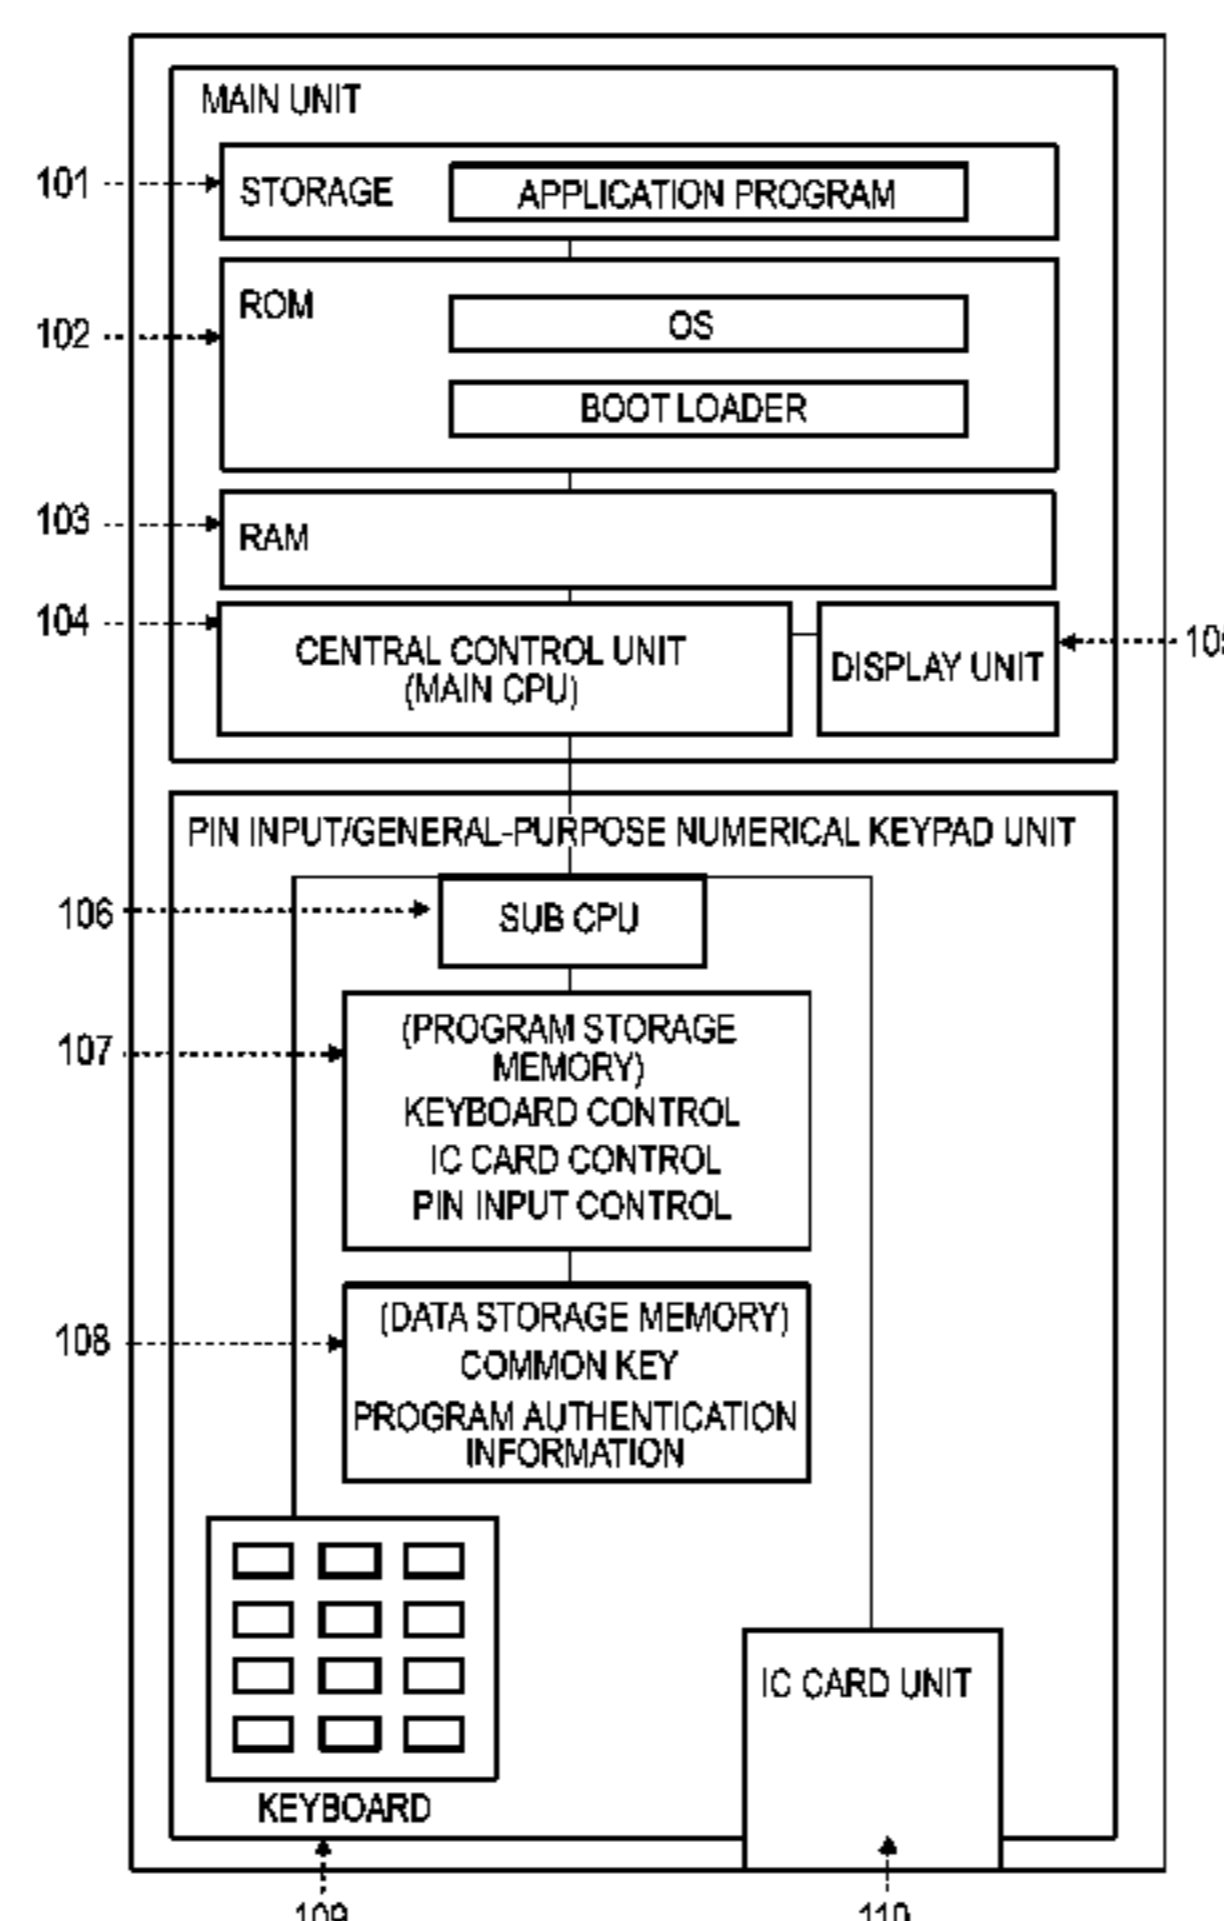 MAIN UNIT
101
STORAGE
APPLICATION PROGRAM
102
ROM
OS
BOOT LOADER
103
RAM
104
CENTRAL CONTROL UNIT
(MAIN CPU)
DISPLAY UNIT
PIN INPUT/GENERAL-PURPOSE NUMERICAL KEYPAD UNIT
106
SUB CPU
107
(PROGRAM STORAGE
MEMORY)
KEYBOARD CONTROL
IC CARD CONTROL
PIN INPUT CONTROL
108
(DATA STORAGE MEMORY)
COMMON KEY
PROGRAM AUTHENTICATION
INFORMATION
KEYBOARD
IC CARD UNIT
109
110